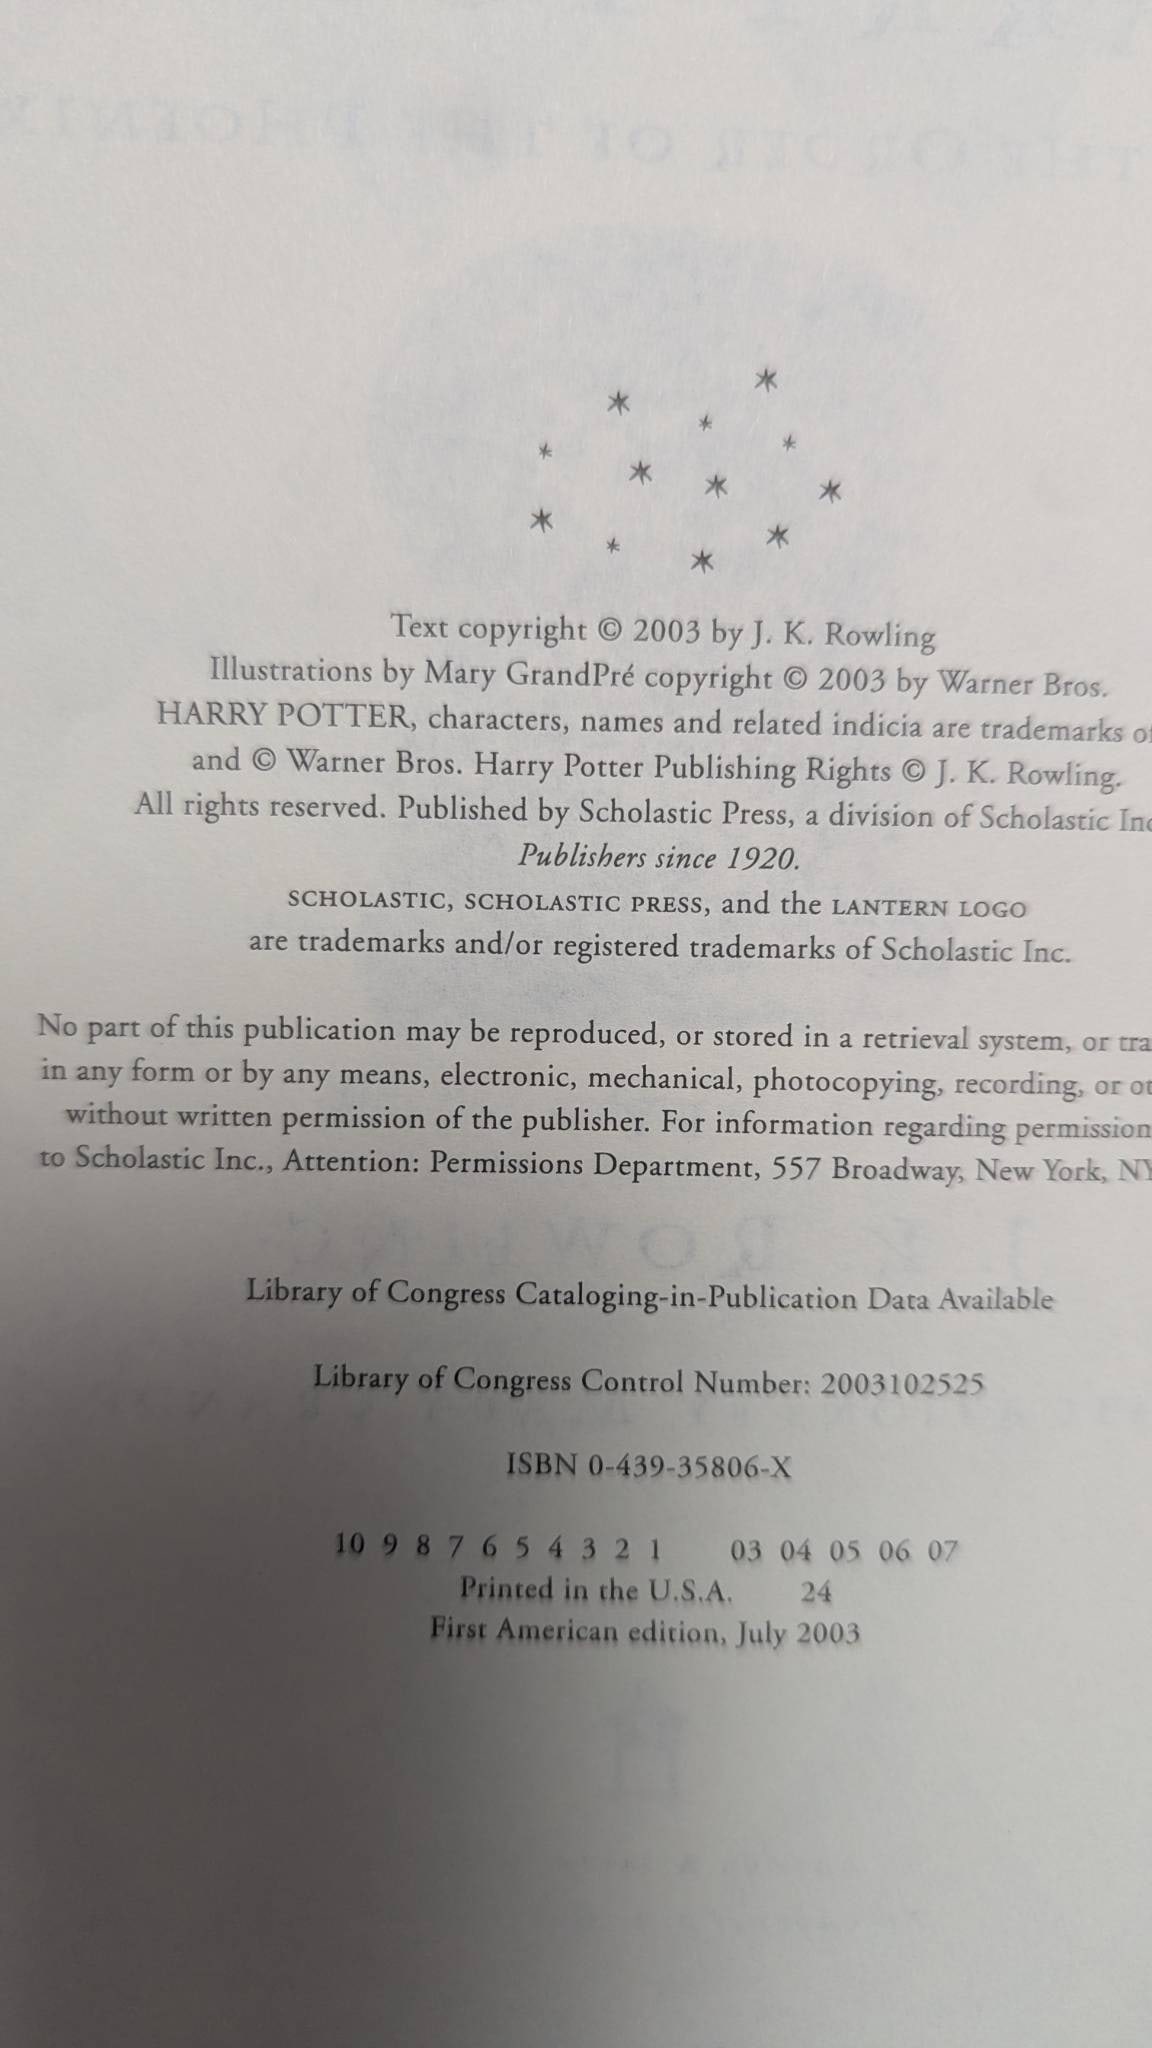 Text copyright © 2003 by J. K. Rowling
Illustrations by Mary GrandPré copyright © 2003 by Warner Bros.
HARRY POTTER, characters, names and related indicia are trademarks of
and © Warner Bros. Harry Potter Publishing Rights © J. K. Rowling.
All rights reserved. Published by Scholastic Press, a division of Scholastic Inc
Publishers since 1920.
SCHOLASTIC, SCHOLASTIC PRESS, and the LANTERN LOGO
are trademarks and/or registered trademarks of Scholastic Inc.
No part of this publication may be reproduced, or stored in a retrieval system, or tra
in any form or by any means, electronic, mechanical, photocopying, recording, or ot
without written permission of the publisher. For information regarding permission
to Scholastic Inc., Attention: Permissions Department, 557 Broadway, New York, NY
Library of Congress Cataloging-in-Publication Data Available
Library of Congress Control Number: 2003102525
ISBN 0-439-35806-X
10 9 8 7 6 5 4 3 2 1 03 04 05 06 07
Printed in the U.S.A. 24
First American edition, July 2003